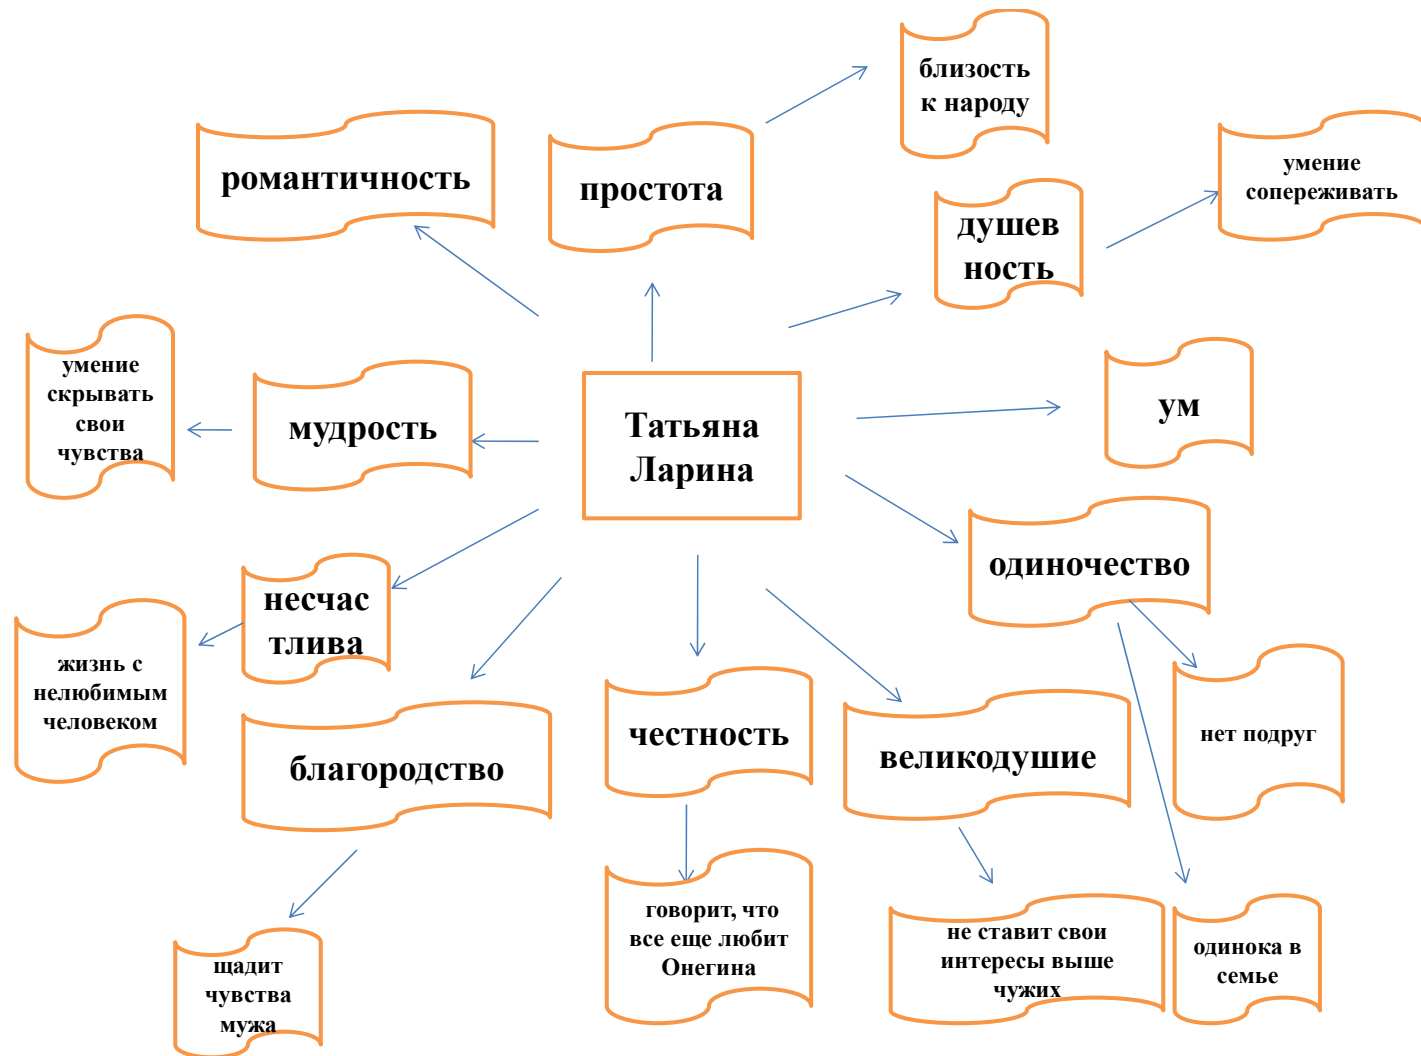 близость
к народу
романтичность
простота
умение
сопереживать
душев
ность
умение
скрывать
свои
чувства
мудрость
Татьяна
Ларина
ум
одиночество
несчас
тлива
жизнь с
нелюбимым
человеком
благородство
честность
великодушие
нет подруг
щадит
чувства
мужа
говорит, что
все еще любит
Онегина
не ставит свои
интересы выше
чужих
одинока в
семье